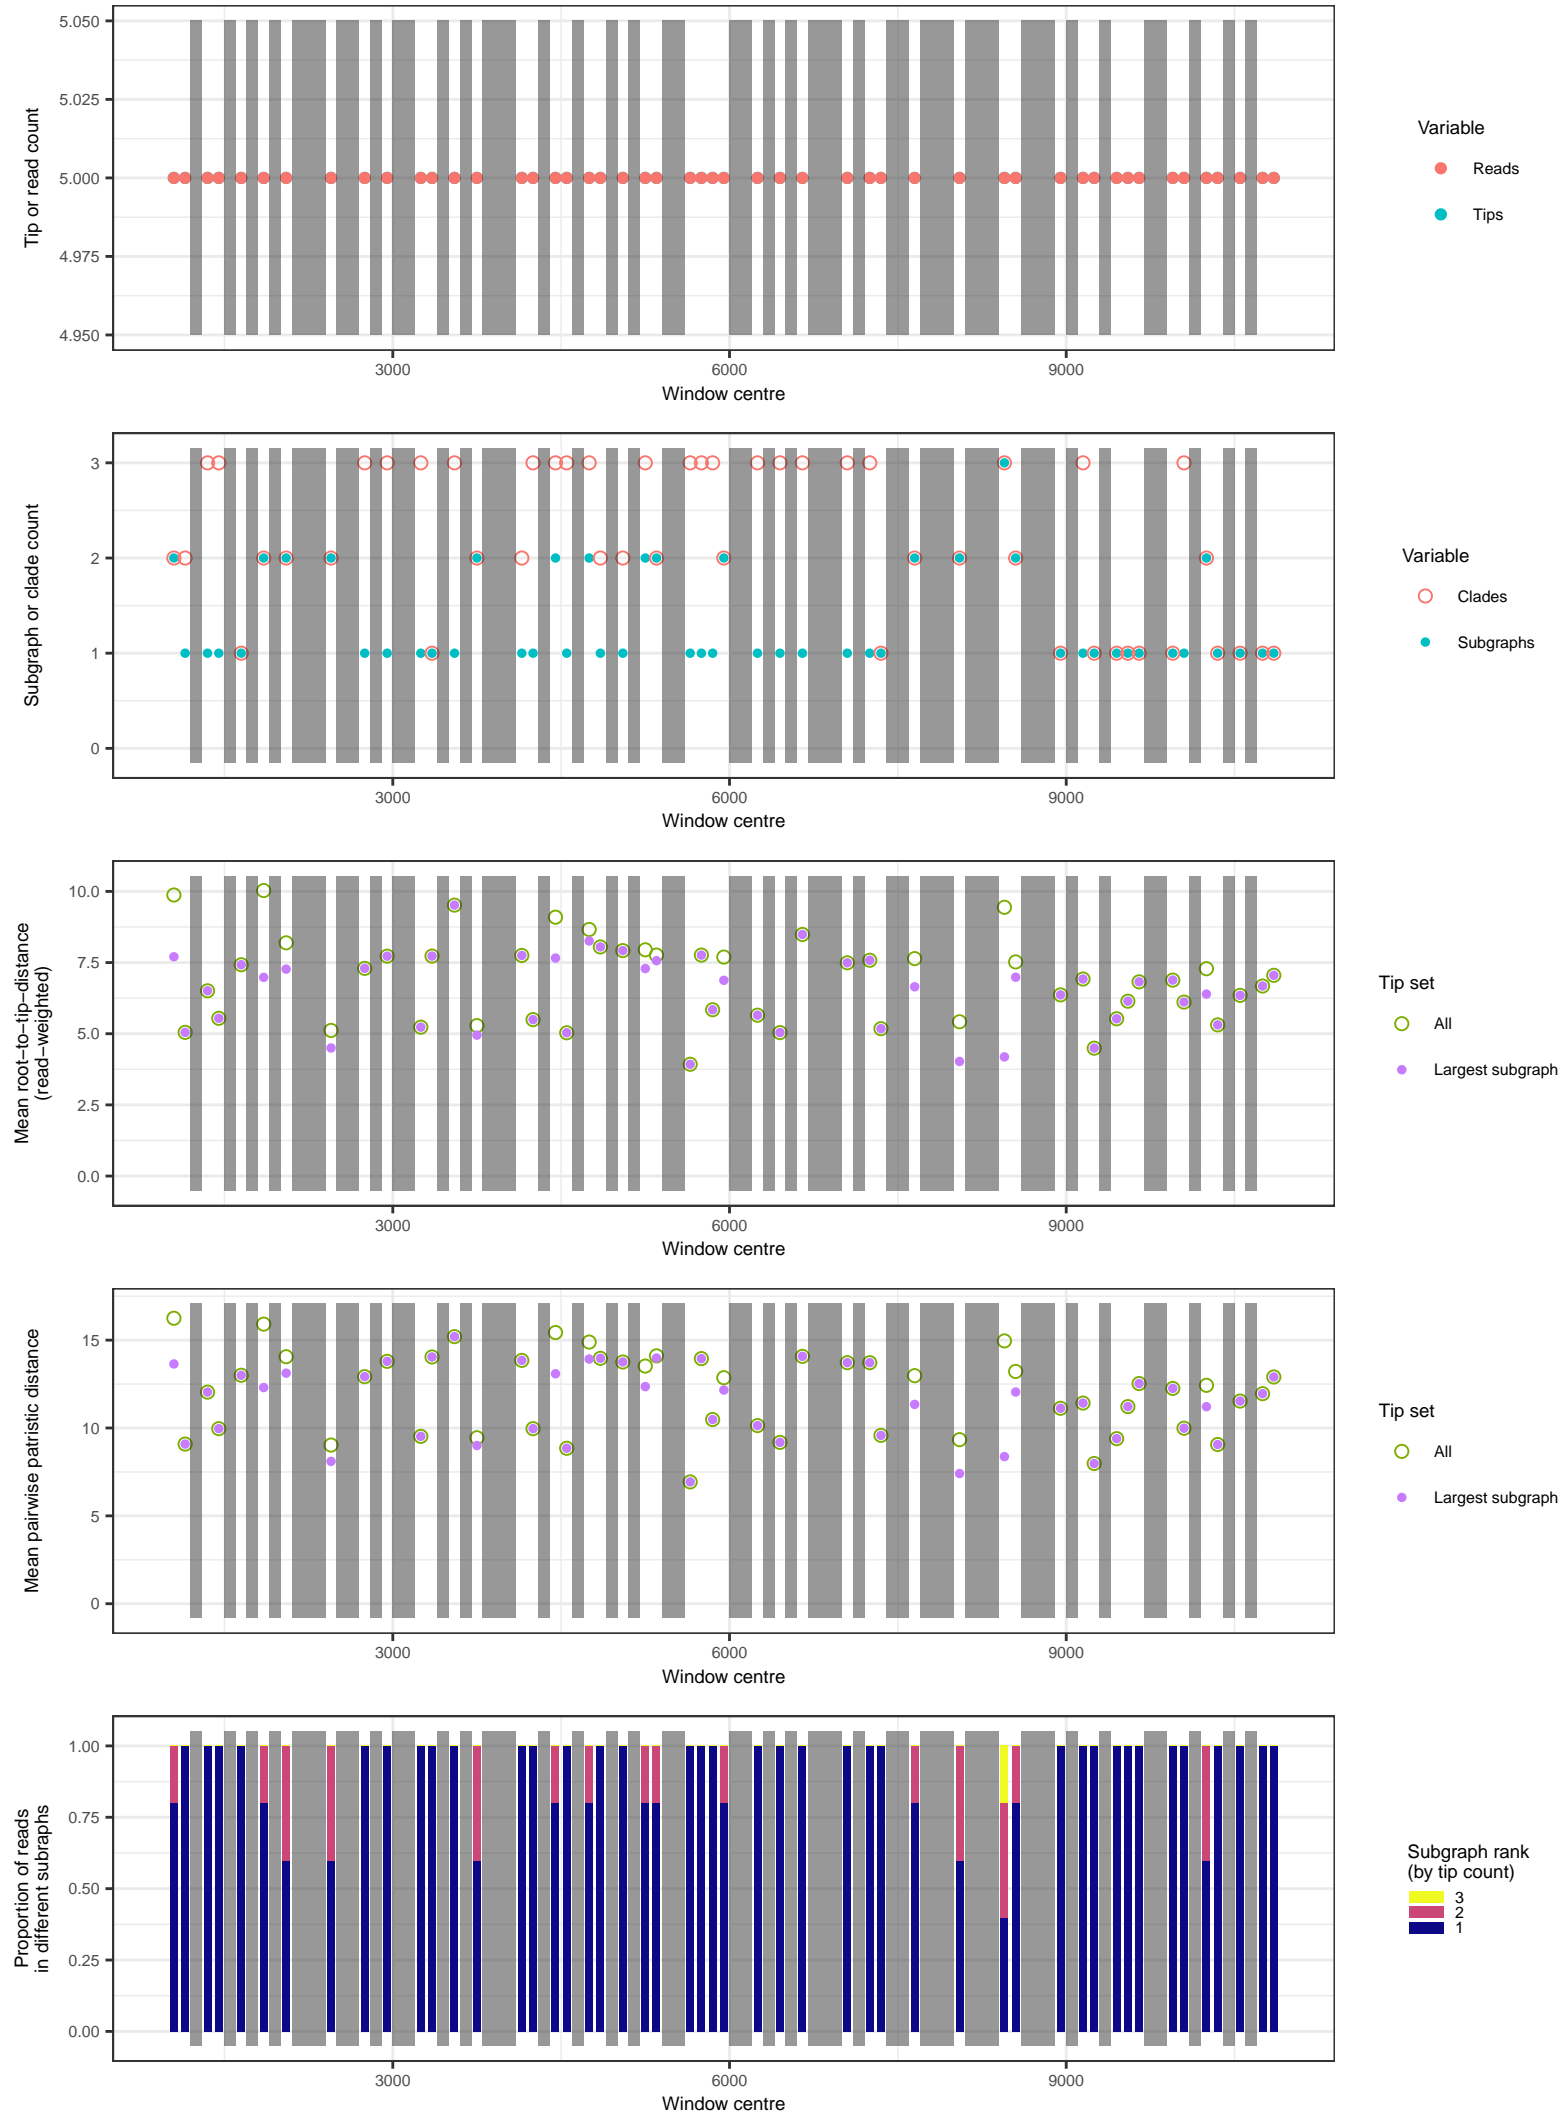 5.050
5.025
5.000
4.975
4.950
Tip or read count
3000
6000
9000
Window centre
Variable
Reads
Tips
3
2
1
0
Subgraph or clade count
3000
6000
9000
Window centre
Variable
Clades
Subgraphs
10.0
7.5
5.0
2.5
0.0
Mean root−to−tip−distance
(read−weighted)
3000
6000
9000
Window centre
Tip set
All
Largest subgraph
15
10
5
0
Mean pairwise patristic distance
3000
6000
9000
Window centre
Tip set
All
Largest subgraph
1.00
0.75
0.50
0.25
0.00
Proportion of reads
in different subraphs
3000
6000
9000
Window centre
Subgraph rank
(by tip count)
3
2
1